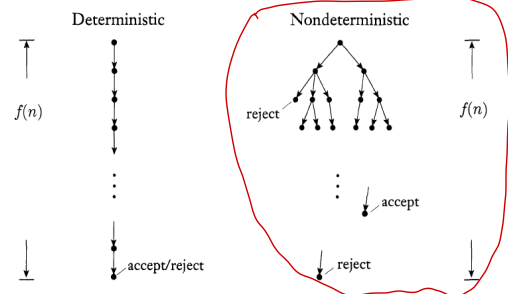 Deterministic
Nondeterministic
f(n)
reject
f(n)
accept
accept/reject
reject